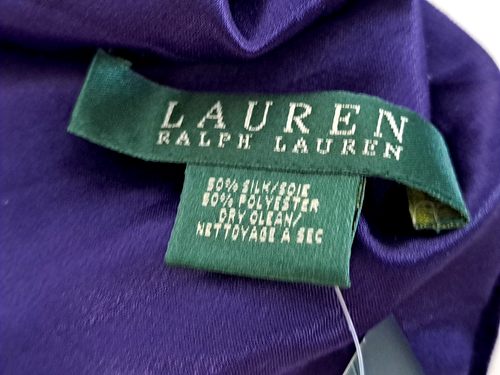 LAUREN
RALPH LAUREN
50% SILK/SOIE
50% POLYESTER
DRY CLEAN/
NETTOYAGE A SEC